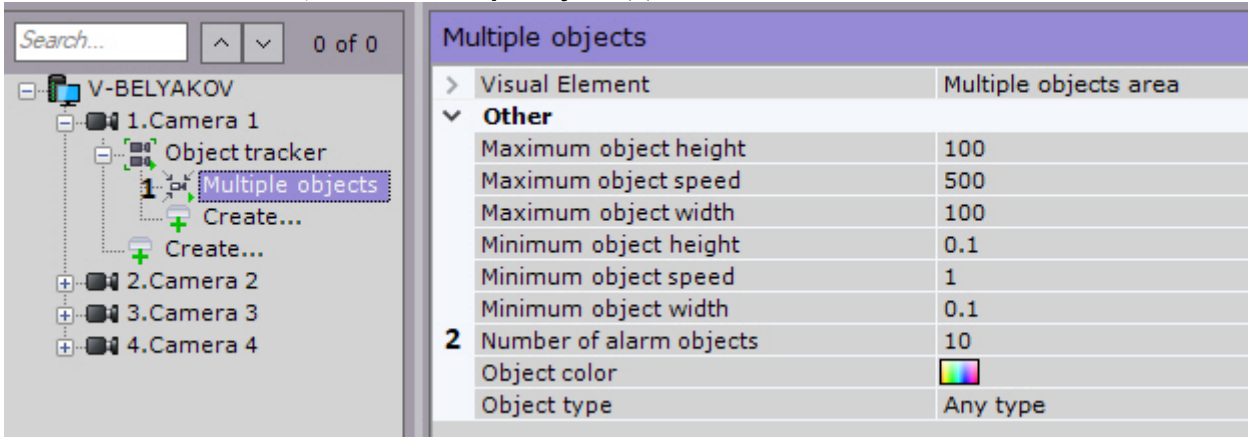 Search...
0 of 0
V-BELYAKOV
1.Camera 1
Object tracker
1 Multiple objects
Create...
Create...
2.Camera 2
3.Camera 3
4.Camera 4
Multiple objects
Visual Element Multiple objects area
Other
Maximum object height 100
Maximum object speed 500
Maximum object width 100
Minimum object height 0.1
Minimum object speed 1
Minimum object width 0.1
2 Number of alarm objects 10
Object color
Object type Any type